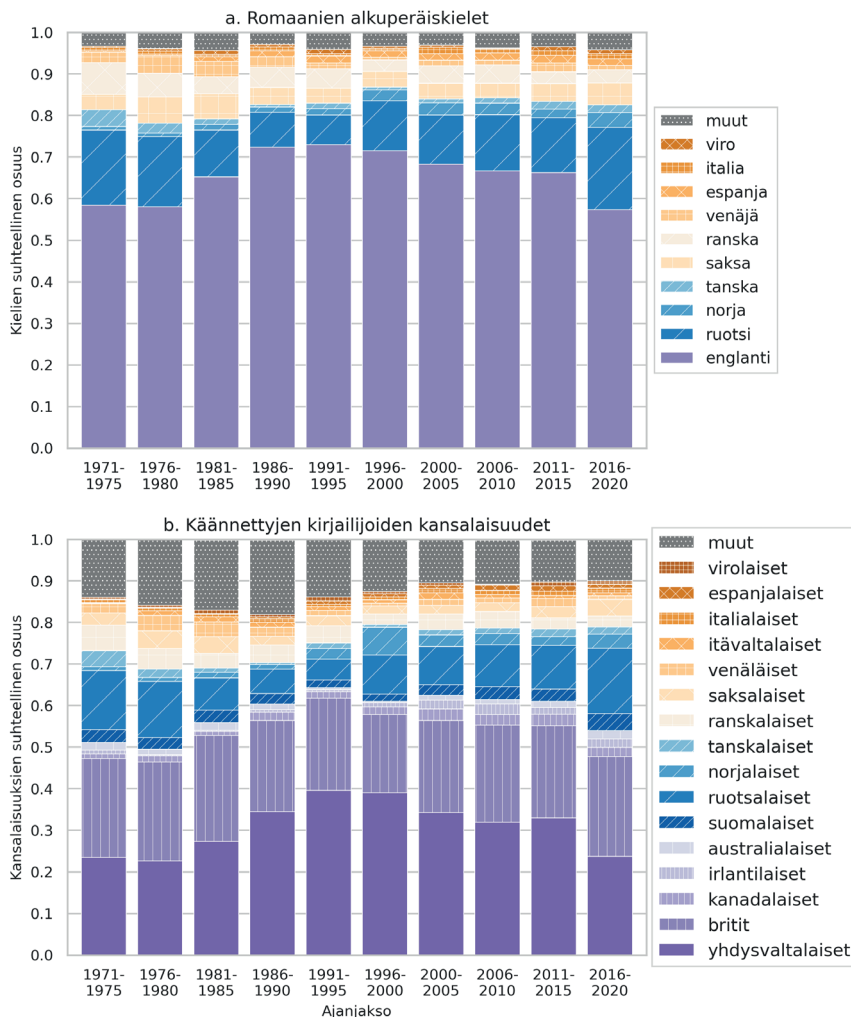 a. Romaanien alkuperäiskielet
Kielien suhteellinen osuus
1.0
0.9
0.8
0.7
0.6
0.5
0.4
0.3
0.2
0.1
0.0
1971-
1975
1976-
1980
1981-
1985
1986-
1990
1991-
1995
1996-
2000
2000-
2005
2006-
2010
2011-
2015
2016-
2020
muut
viro
italia
espanja
venäjä
ranska
saksa
tanska
norja
ruotsi
englanti
b. Käännettyjen kirjailijoiden kansalaisuudet
Kansalaisuuksien suhteellinen osuus
1.0
0.9
0.8
0.7
0.6
0.5
0.4
0.3
0.2
0.1
0.0
1971-
1975
1976-
1980
1981-
1985
1986-
1990
1991-
1995
1996-
2000
2000-
2005
2006-
2010
2011-
2015
2016-
2020
Ajanjakso
muut
virolaiset
espanjalaiset
italialaiset
itävaltalaiset
venäläiset
saksalaiset
ranskalaiset
tanskalaiset
norjalaiset
ruotsalaiset
suomalaiset
australialaiset
irlantilaiset
kanadalaiset
britit
yhdysvaltalaiset